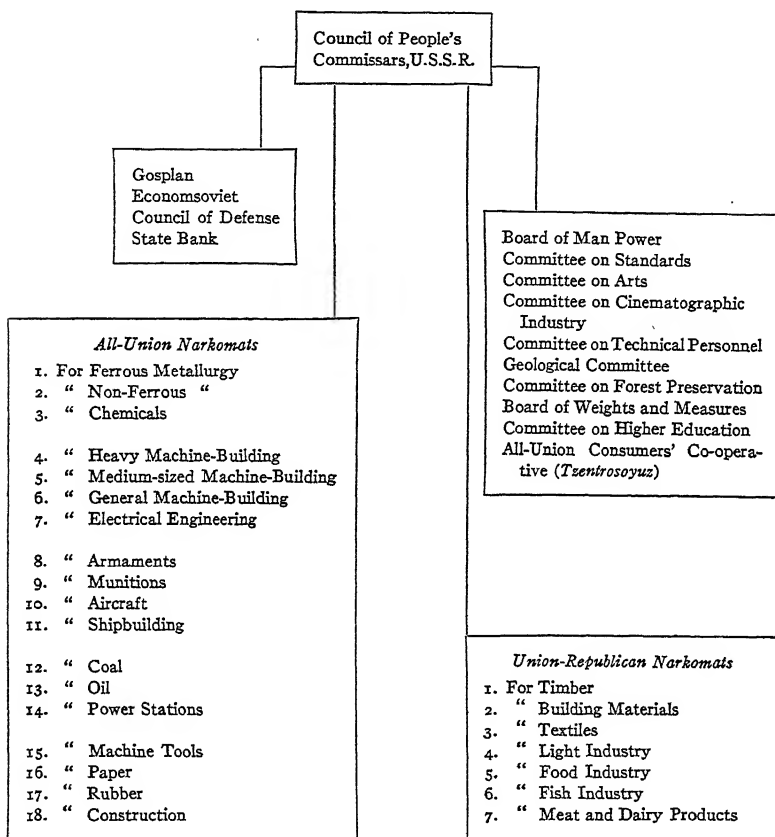 Council of People's
Commissars,U.S.S.R.
Gosplan
Economsoviet
Council of Defense
State Bank
Board of Man Power
Committee on Standards
Committee on Arts
Committee on Cinematographic
Industry
Committee on Technical Personnel
Geological Committee
Committee on Forest Preservation
Board of Weights and Measures
Committee on Higher Education
All-Union Consumers' Co-opera-
tive (Tzentrosoyuz)
All-Union Narkomats
1. For Ferrous Metallurgy
2. “ Non-Ferrous “
3. “ Chemicals
4. “ Heavy Machine-Building
5. “ Medium-sized Machine-Building
6. “ General Machine-Building
7. “ Electrical Engineering
8. “ Armaments
9. “ Munitions
10. “ Aircraft
11. “ Shipbuilding
12. “ Coal
13. “ Oil
14. “ Power Stations
15. “ Machine Tools
16. “ Paper
17. “ Rubber
18. “ Construction
Union-Republican Narkomats
1. For Timber
2. “ Building Materials
3. “ Textiles
4. “ Light Industry
5. “ Food Industry
6. “ Fish Industry
7. “ Meat and Dairy Products